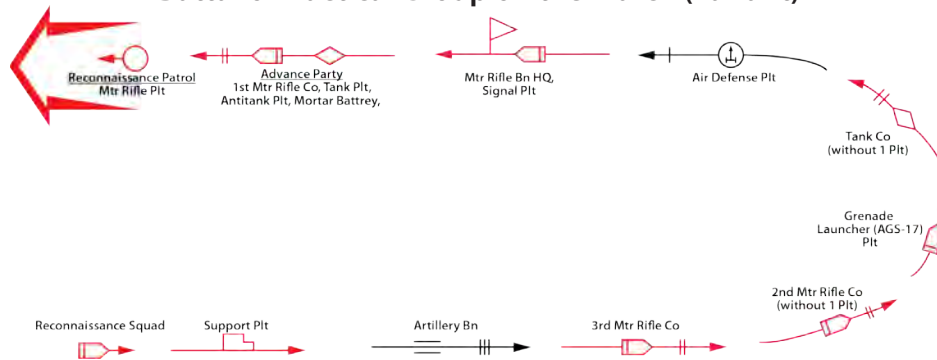 Reconnaissance Patrol
Mtr Rifle Plt
Advance Party
1st Mtr Rifle Co, Tank Plt,
Antitank Plt, Mortar Battrey,
Mtr Rifle Bn HQ,
Signal Plt
Air Defense Plt
Tank Co
(without 1 Plt)
Grenade
Launcher (AGS-17)
Plt
2nd Mtr Rifle Co
(without 1 Plt)
3rd Mtr Rifle Co
Artillery Bn
Support Plt
Reconnaissance Squad